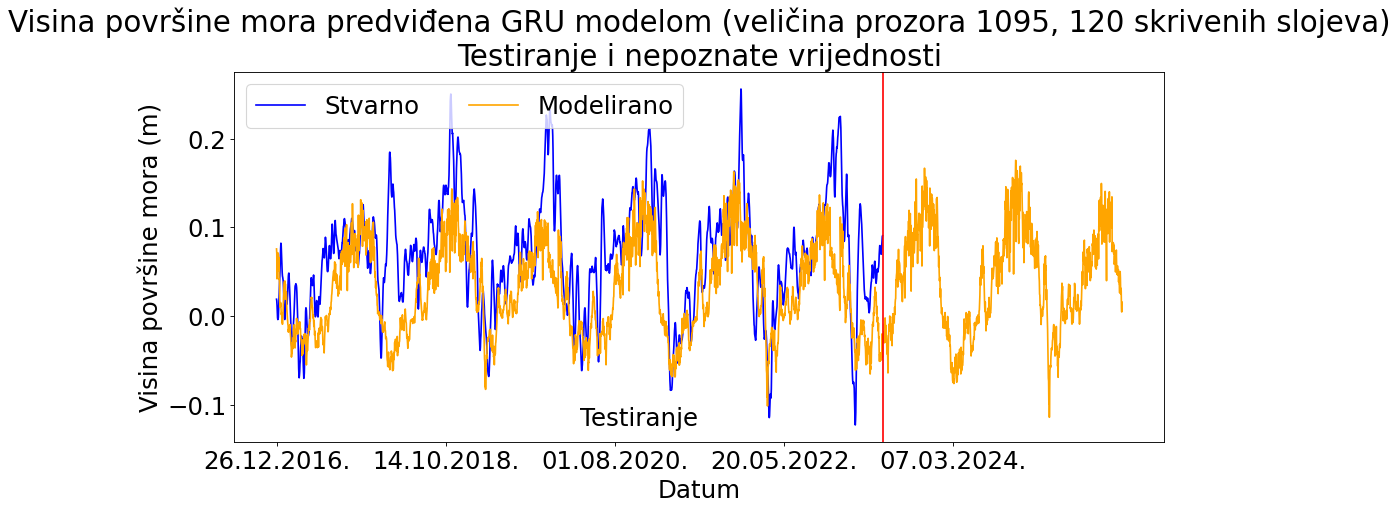 Visina površine mora predviđena GRU modelom (veličina prozora 1095, 120 skrivenih slojeva)
Testiranje i nepoznate vrijednosti
Stvarno
Modelirano
Visina površine mora (m)
0.2
0.1
0.0
−0.1
Testiranje
26.12.2016.
14.10.2018.
01.08.2020.
20.05.2022.
07.03.2024.
Datum